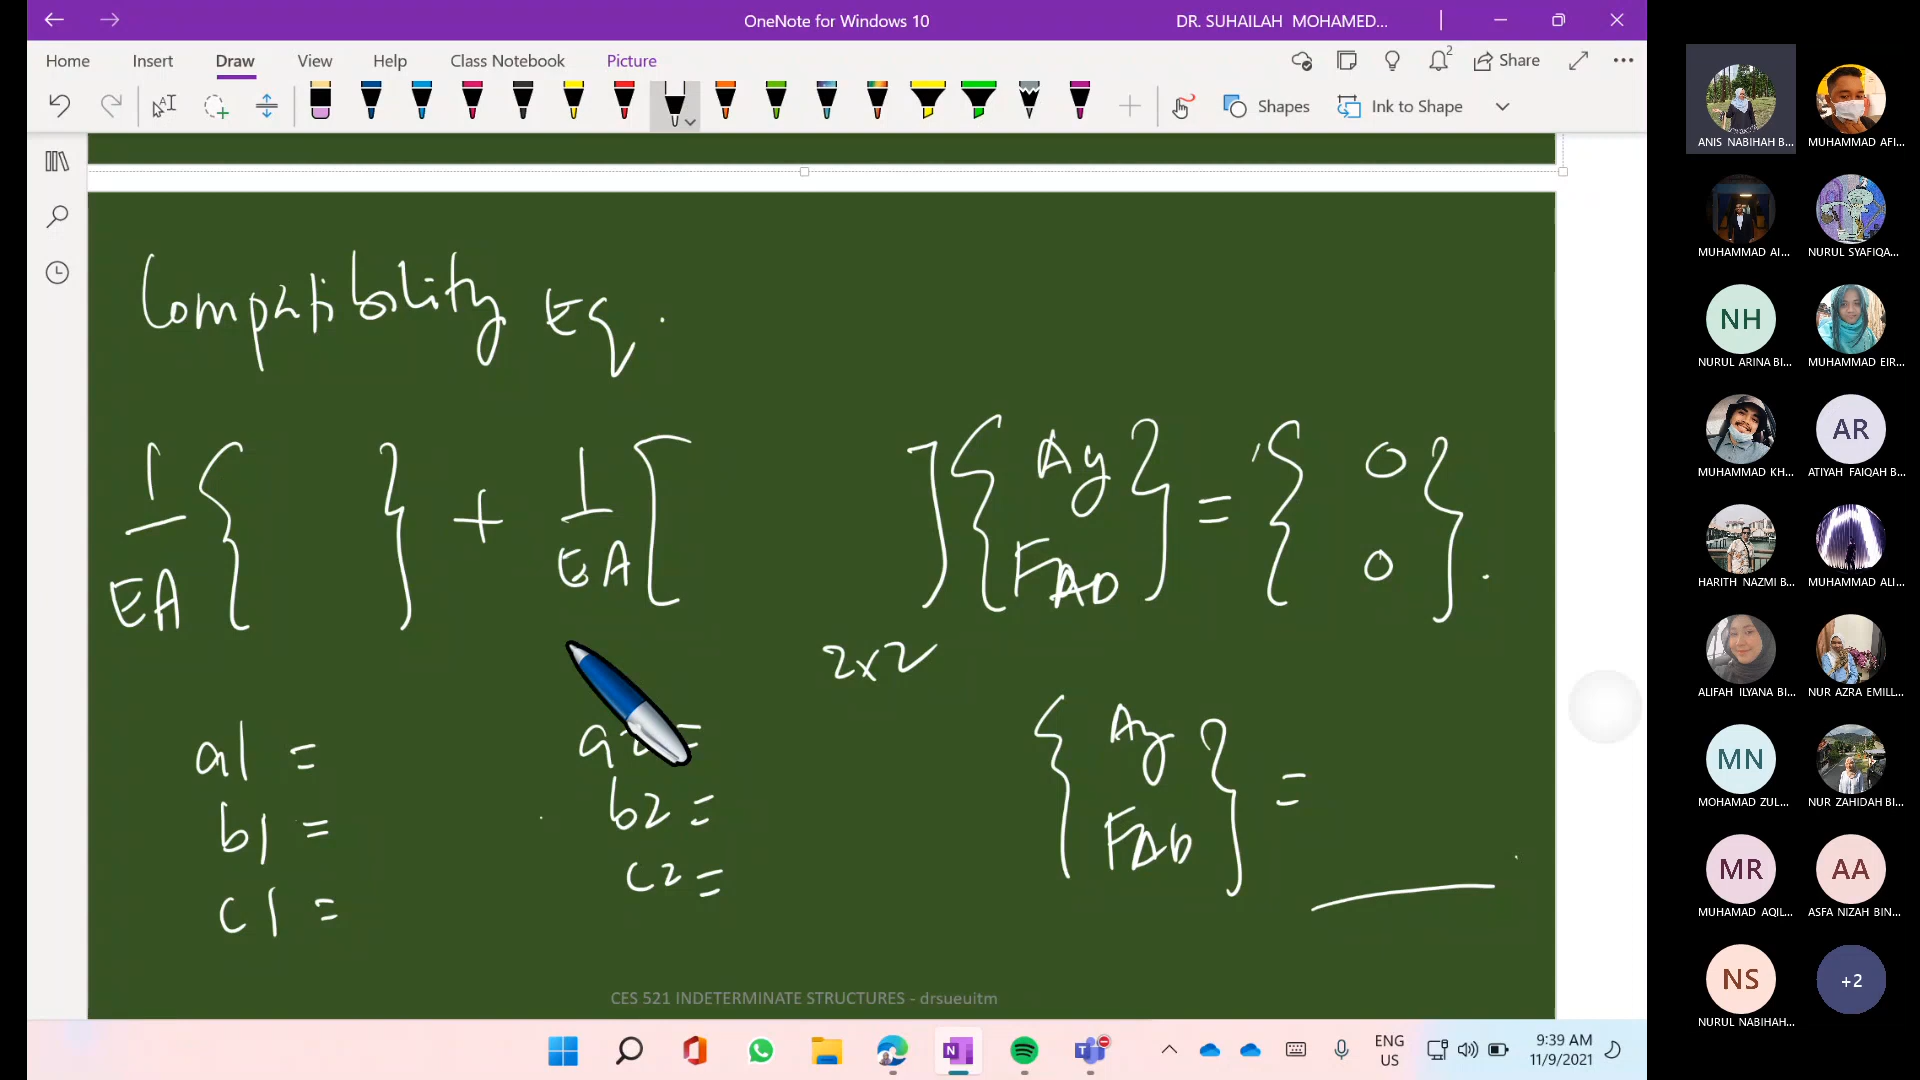 OneNote for Windows 10
DR. SUHAILAH MOHAMED...
Home Insert Draw View Help Class Notebook Picture
2
Share
Shapes
Ink to Shape
Compatibility Eq.
1/EA { } + 1/EA [ ] { Ay FAD } = { 0 0 }.
2x2
a1 =
b1 =
c1 =
a2 =
b2 =
c2 =
{ Ay FAD } =
CES 521 INDETERMINATE STRUCTURES - drsueuitm
ANIS NABIHAH B...
MUHAMMAD AFI...
MUHAMMAD AI...
NURUL SYAFIQA...
NH
NURUL ARINA BI...
MUHAMMAD EIR...
MUHAMMAD KH...
AR
ATIYAH FAIQAH B...
HARITH NAZMI B...
MUHAMMAD ALI...
ALIFAH ILYANA BI...
NUR AZRA EMILL...
MN
MOHAMAD ZUL...
NUR ZAHIDAH BI...
MR
MUHAMAD AQIL...
AA
ASFA NIZAH BIN...
NS
NURUL NABIHAH...
+2
ENG
US
9:39 AM
11/9/2021